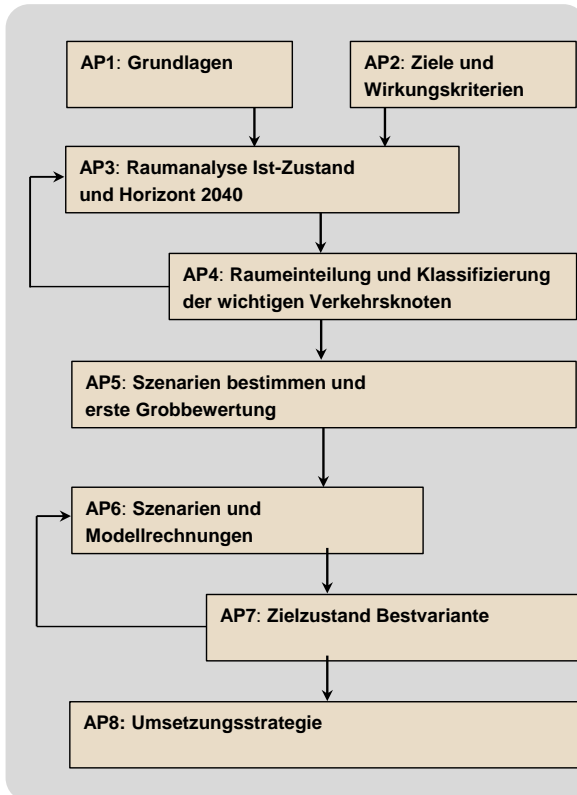 AP1: Grundlagen
AP2: Ziele und
Wirkungskriterien
AP3: Raumanalyse Ist-Zustand
und Horizont 2040
AP4: Raumeinteilung und Klassifizierung
der wichtigen Verkehrsknoten
AP5: Szenarien bestimmen und
erste Grobbewertung
AP6: Szenarien und
Modellrechnungen
AP7: Zielzustand Bestvariante
AP8: Umsetzungsstrategie